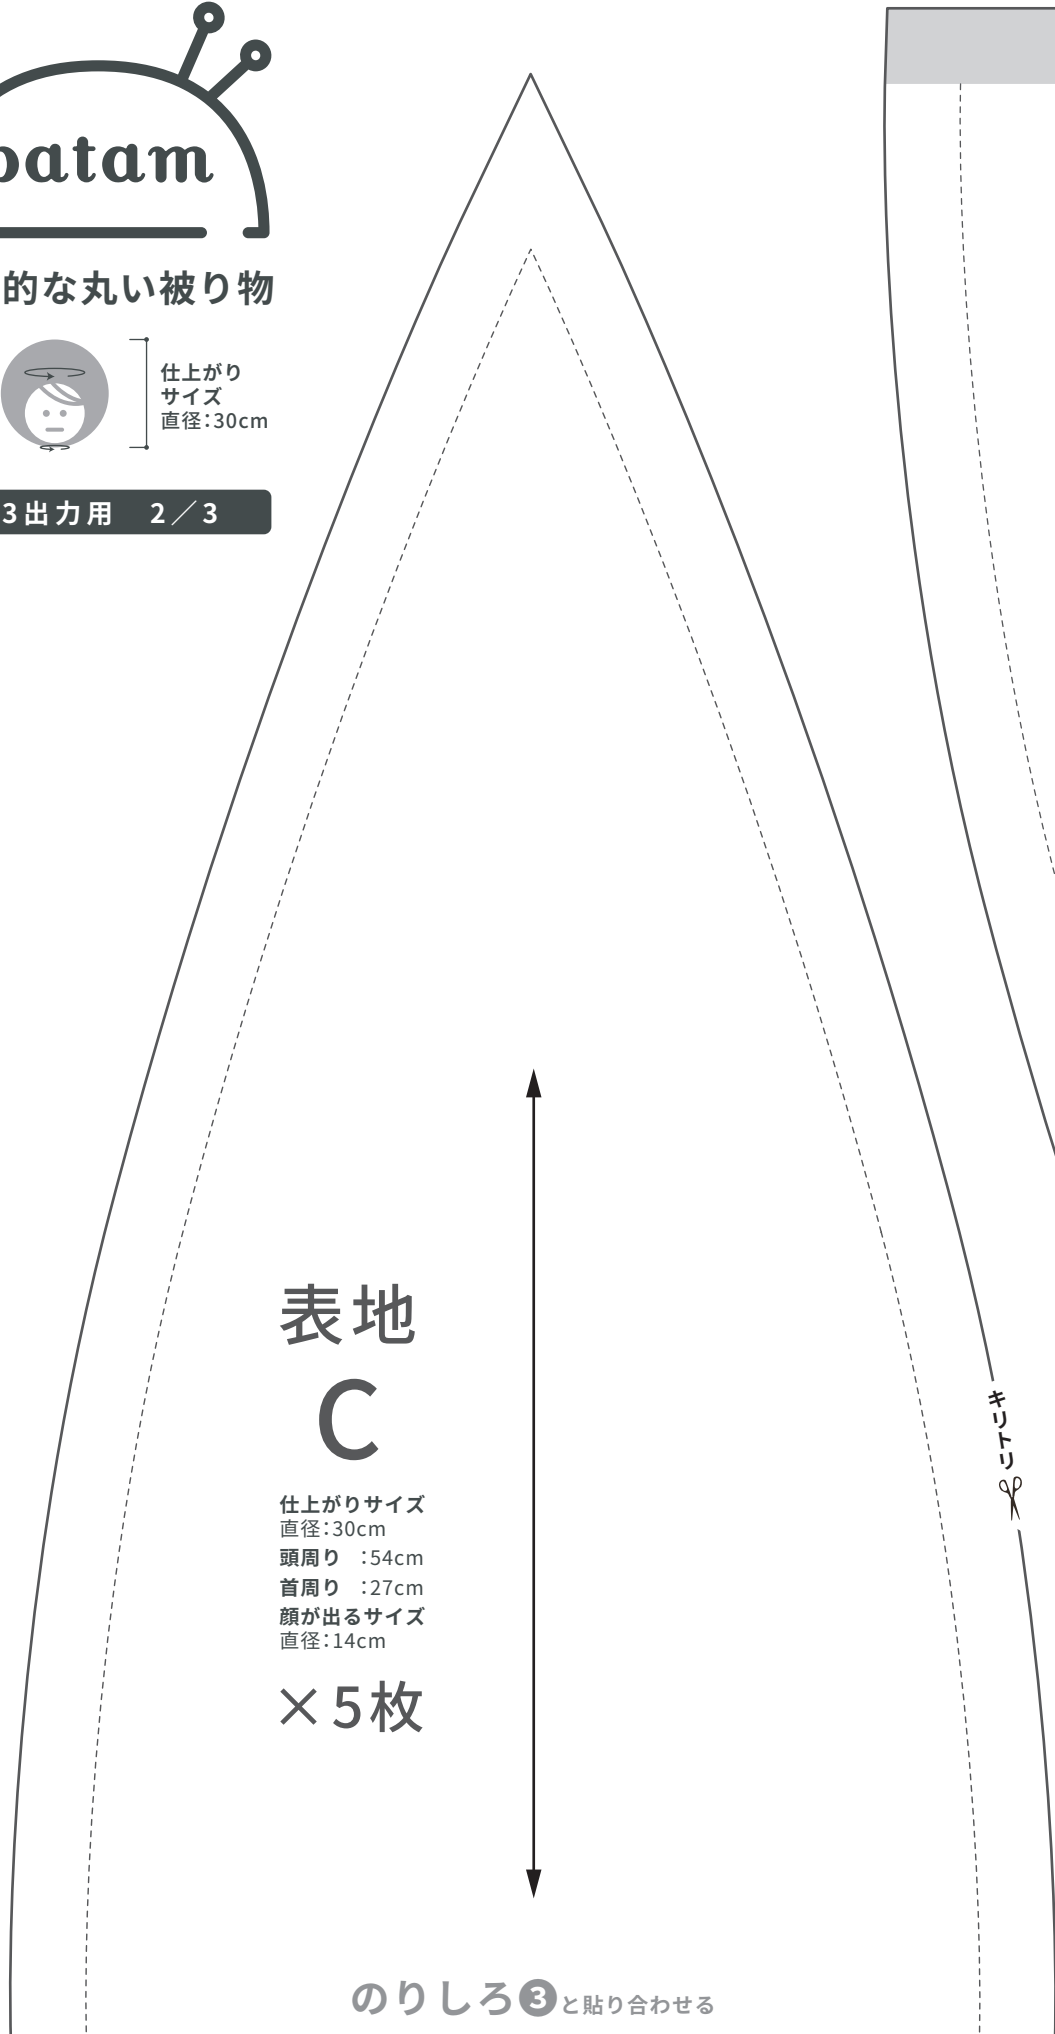 patam
的な丸い被り物
仕上がり
サイズ
直径：30cm
3出力用　2／3
表地
C
仕上がりサイズ
直径：30cm
頭周り　：54cm
首周り　：27cm
顔が出るサイズ
直径：14cm
×5枚
キリトリ
のりしろ❸と貼り合わせる